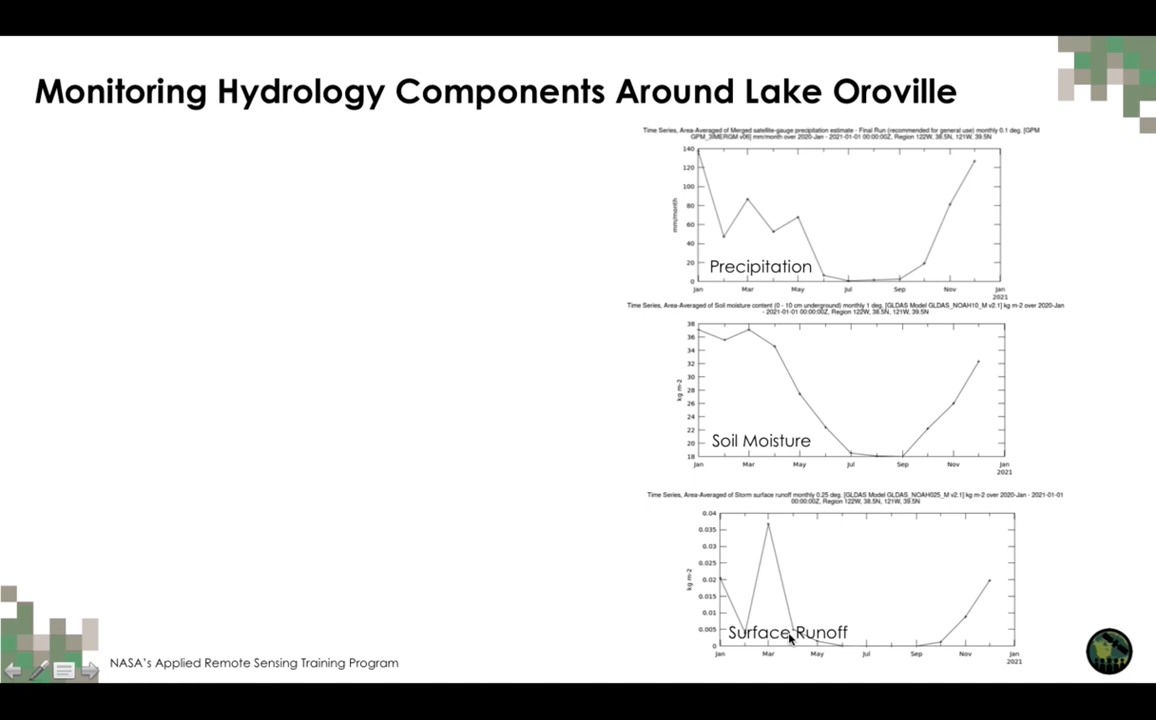 Monitoring Hydrology Components Around Lake Oroville
Time Series, Area-Averaged of Merged satellite-gauge precipitation estimate - Final Run (recommended for general use) monthly 0.1 deg. [GPM
GPM_3IMERGM v06] mm/month over 2020-Jan - 2021-01-01 00:00:00Z, Region 122W, 38.5N, 121W, 39.5N
140
120
100
80
60
40
20
0
mm/month
Precipitation
Jan Mar May Jul Sep Nov Jan
2021
Time Series, Area-Averaged of Soil moisture content (0 - 10 cm underground) monthly 1 deg. [GLDAS Model GLDAS_NOAH10_M v2.1] kg m-2 over 2020-Jan
- 2021-01-01 00:00:00Z, Region 122W, 38.5N, 121W, 39.5N
38
36
34
32
30
28
26
24
22
20
18
kg m-2
Soil Moisture
Jan Mar May Jul Sep Nov Jan
2021
Time Series, Area-Averaged of Storm surface runoff monthly 0.25 deg. [GLDAS Model GLDAS_NOAH025_M v2.1] kg m-2 over 2020-Jan - 2021-01-01
00:00:00Z, Region 122W, 38.5N, 121W, 39.5N
0.04
0.035
0.03
0.025
0.02
0.015
0.01
0.005
0
kg m-2
Surface Runoff
Jan Mar May Jul Sep Nov Jan
2021
NASA's Applied Remote Sensing Training Program